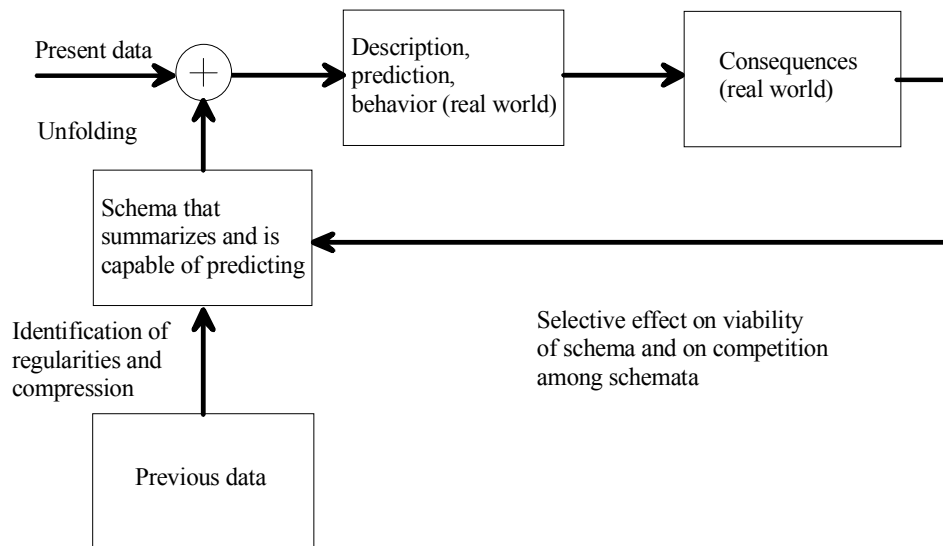 Present data
Description,
prediction,
behavior (real world)
Consequences
(real world)
+
Unfolding
Schema that
summarizes and is
capable of predicting
Identification of
regularities and
compression
Selective effect on viability
of schema and on competition
among schemata
Previous data